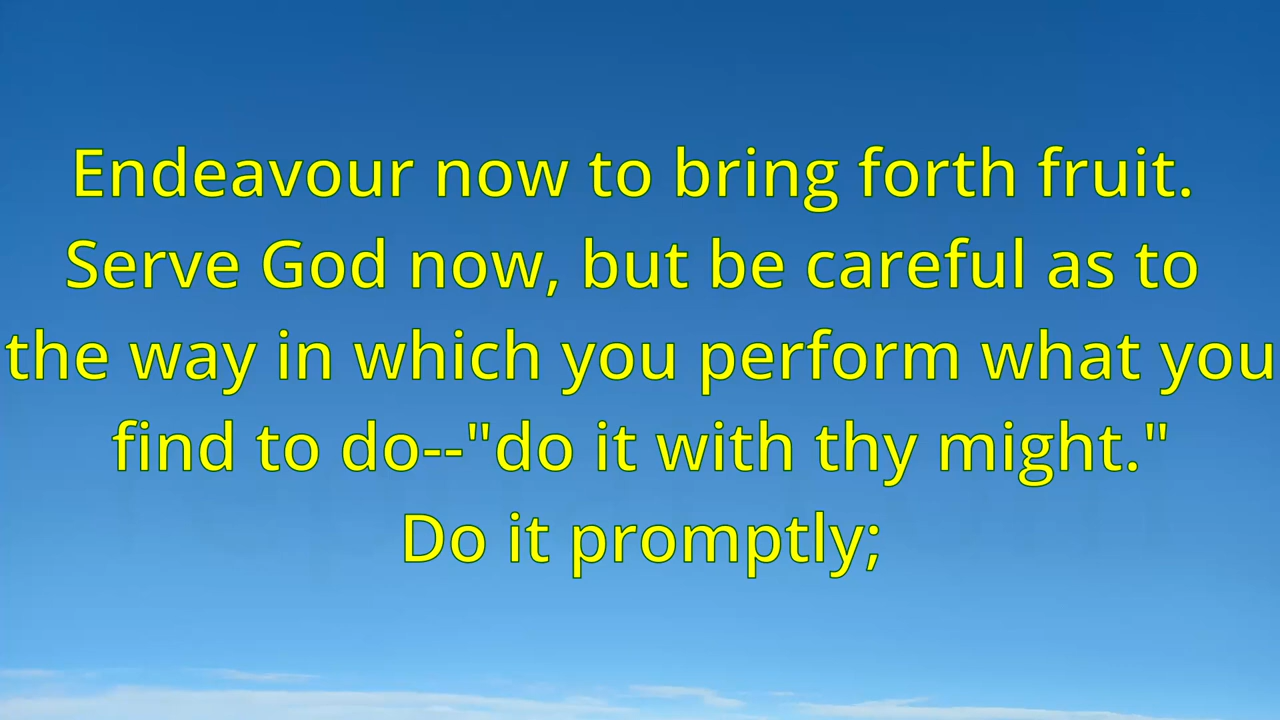 Endeavour now to bring forth fruit.
Serve God now, but be careful as to
the way in which you perform what you
find to do--"do it with thy might."
Do it promptly;